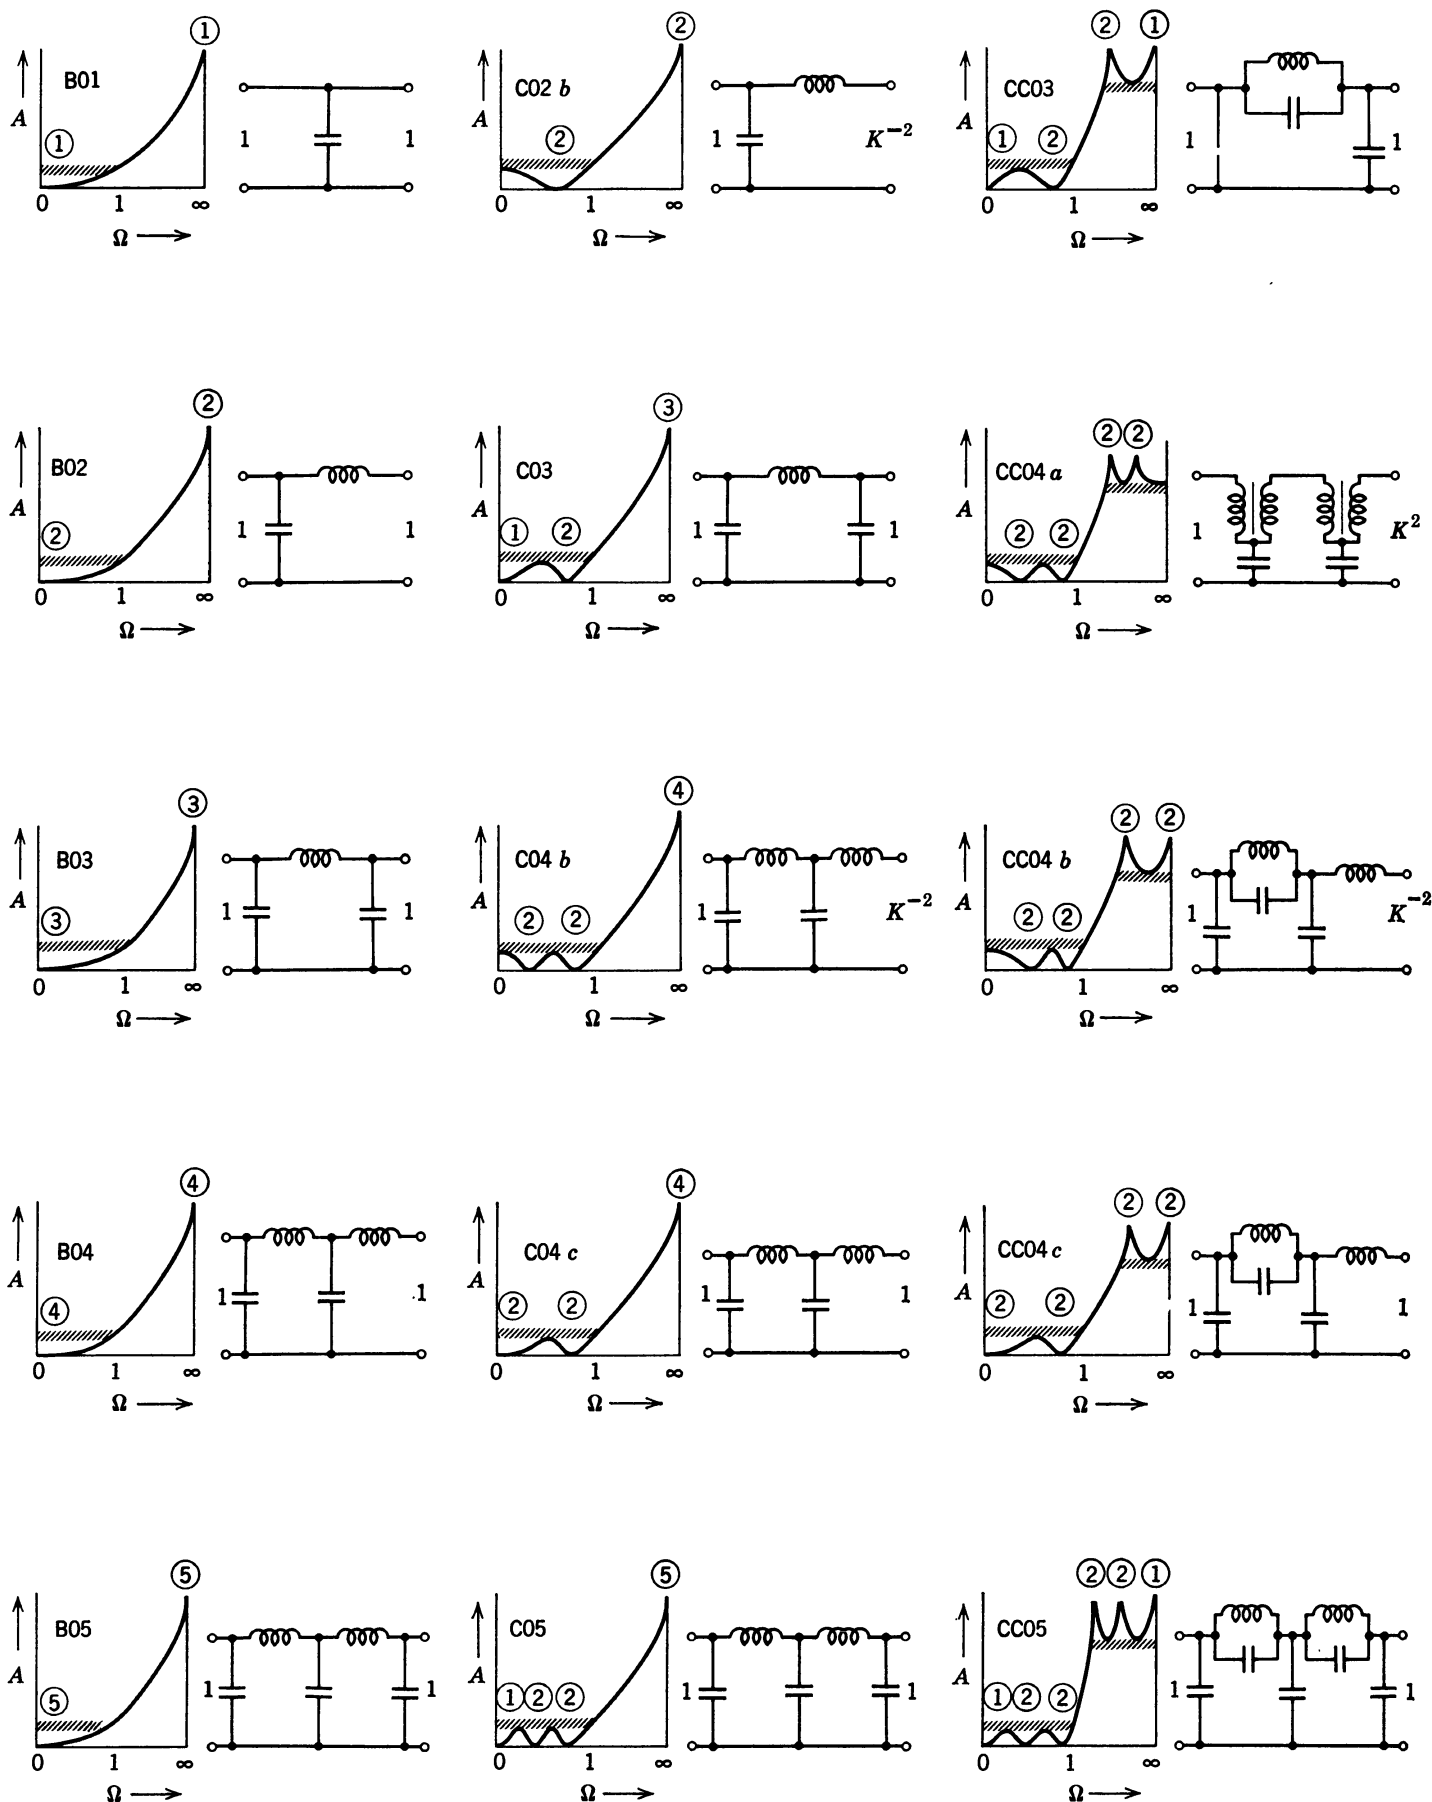 ① ② ② ①
B01 C02 b CC03
A ① 1 1 A ② 1 K⁻² A ① ② 1 1
0 1 ∞ 0 1 ∞ 0 1 ∞
Ω Ω Ω
② ③ ② ②
B02 C03 CC04 a
A ② 1 1 A ① ② 1 1 A ② ② 1 K²
0 1 ∞ 0 1 ∞ 0 1 ∞
Ω Ω Ω
③ ④ ② ②
B03 C04 b CC04 b
A ③ 1 1 A ② ② 1 K⁻² A ② ② 1 K⁻²
0 1 ∞ 0 1 ∞ 0 1 ∞
Ω Ω Ω
④ ④ ② ②
B04 C04 c CC04 c
A ④ 1 1 A ② ② 1 1 A ② ② 1 1
0 1 ∞ 0 1 ∞ 0 1 ∞
Ω Ω Ω
⑤ ⑤ ② ② ①
B05 C05 CC05
A ⑤ 1 1 A ① ② ② 1 1 A ① ② ② 1 1
0 1 ∞ 0 1 ∞ 0 1 ∞
Ω Ω Ω